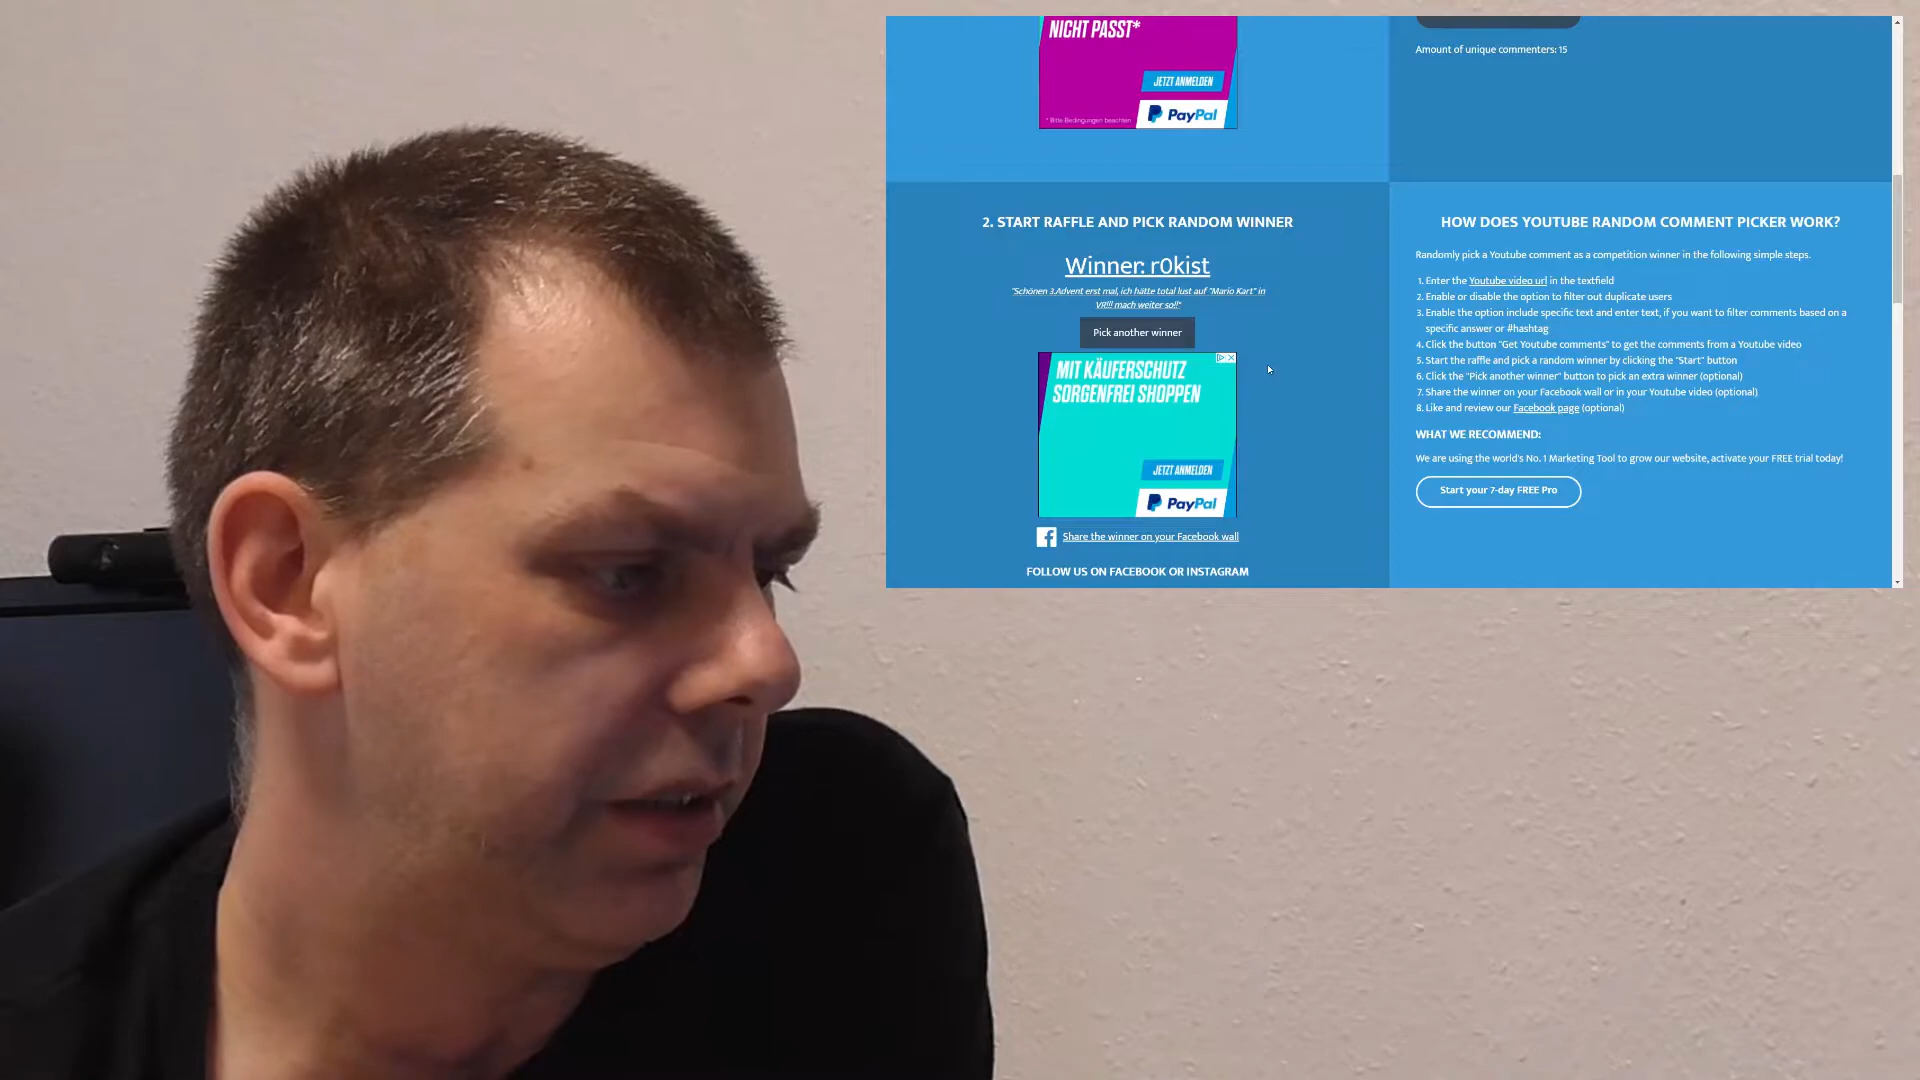 NICHT PASST*
JETZT ANMELDEN
* Bitte Bedingungen beachten
PayPal
Amount of unique commenters: 15
2. START RAFFLE AND PICK RANDOM WINNER
Winner: r0kist
"Schönen 3.Advent erst mal, ich hätte total lust auf "Mario Kart" in
VR!!! mach weiter so!!"
Pick another winner
MIT KÄUFERSCHUTZ
SORGENFREI SHOPPEN
JETZT ANMELDEN
PayPal
Share the winner on your Facebook wall
FOLLOW US ON FACEBOOK OR INSTAGRAM
HOW DOES YOUTUBE RANDOM COMMENT PICKER WORK?
Randomly pick a Youtube comment as a competition winner in the following simple steps.
1. Enter the Youtube video url in the textfield
2. Enable or disable the option to filter out duplicate users
3. Enable the option include specific text and enter text, if you want to filter comments based on a
specific answer or #hashtag
4. Click the button "Get Youtube comments" to get the comments from a Youtube video
5. Start the raffle and pick a random winner by clicking the "Start" button
6. Click the "Pick another winner" button to pick an extra winner (optional)
7. Share the winner on your Facebook wall or in your Youtube video (optional)
8. Like and review our Facebook page (optional)
WHAT WE RECOMMEND:
We are using the world's No. 1 Marketing Tool to grow our website, activate your FREE trial today!
Start your 7-day FREE Pro